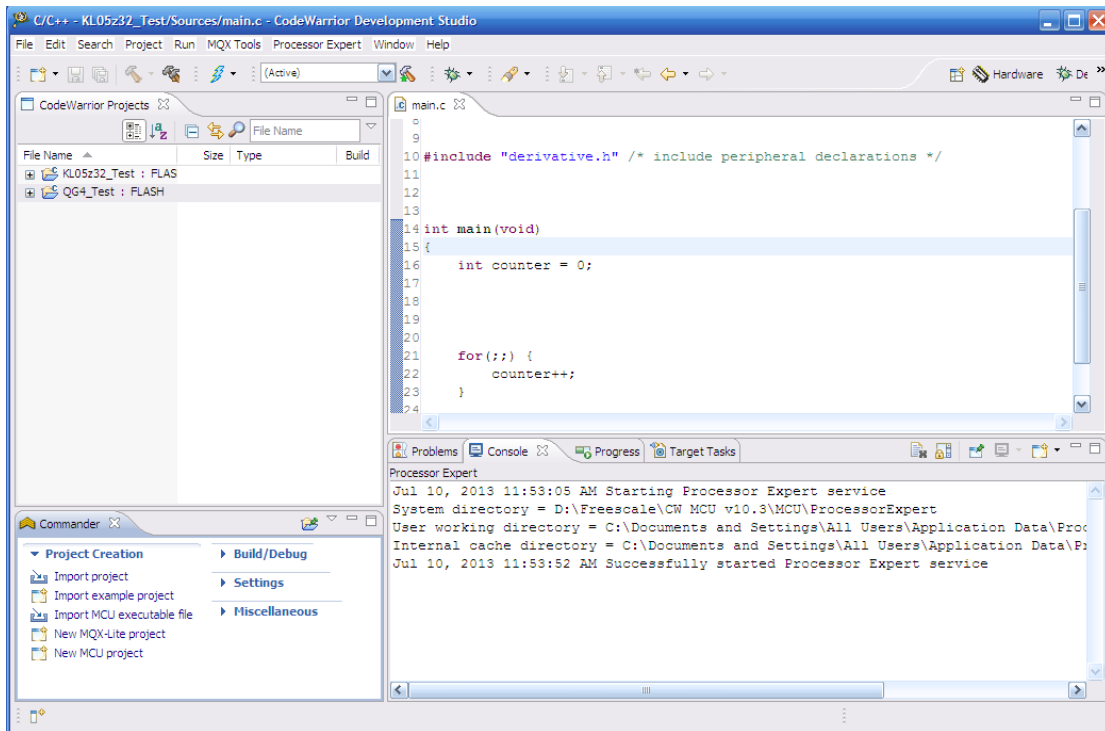 C/C++ - KL05z32_Test/Sources/main.c - CodeWarrior Development Studio
File Edit Search Project Run MQX Tools Processor Expert Window Help
(Active)
Hardware De »
CodeWarrior Projects
File Name
File Name Size Type Build
KL05z32_Test : FLAS
QG4_Test : FLASH
main.c
9
10 #include "derivative.h" /* include peripheral declarations */
11
12
13
14 int main(void)
15 {
16 int counter = 0;
17
18
19
20
21 for(;;) {
22 counter++;
23 }
24
Problems Console Progress Target Tasks
Processor Expert
Jul 10, 2013 11:53:05 AM Starting Processor Expert service
System directory = D:\Freescale\CW MCU v10.3\MCU\ProcessorExpert
User working directory = C:\Documents and Settings\All Users\Application Data\Proc
Internal cache directory = C:\Documents and Settings\All Users\Application Data\P
Jul 10, 2013 11:53:52 AM Successfully started Processor Expert service
Commander
Project Creation
Import project
Import example project
Import MCU executable file
New MQX-Lite project
New MCU project
Build/Debug
Settings
Miscellaneous